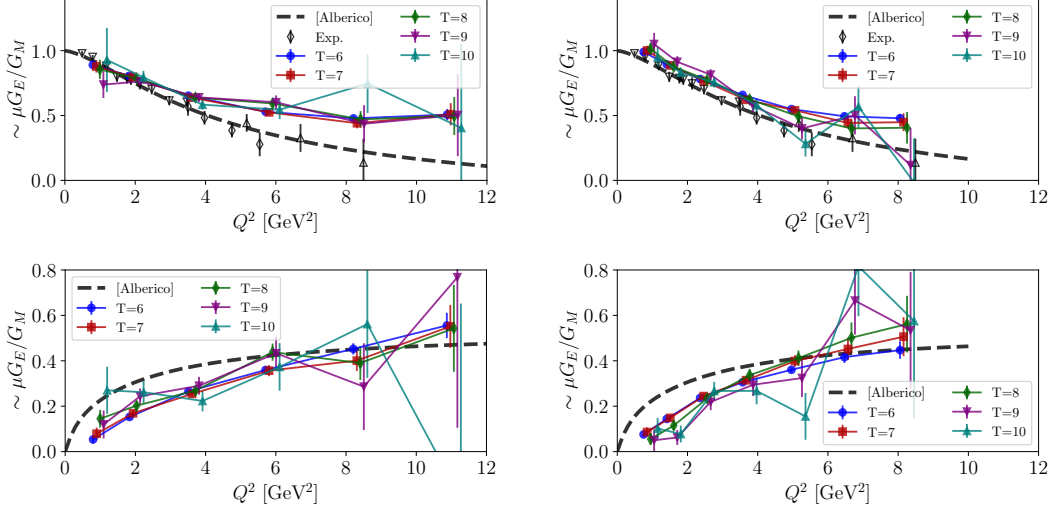 [Alberico]
Exp.
T=6
T=7
T=8
T=9
T=10
∼ μG_E/G_M
1.0
0.5
0.0
0 2 4 6 8 10 12
Q² [GeV²]
[Alberico]
Exp.
T=6
T=7
T=8
T=9
T=10
∼ μG_E/G_M
1.0
0.5
0.0
0 2 4 6 8 10 12
Q² [GeV²]
[Alberico]
T=6
T=7
T=8
T=9
T=10
∼ μG_E/G_M
0.8
0.6
0.4
0.2
0.0
0 2 4 6 8 10 12
Q² [GeV²]
[Alberico]
T=6
T=7
T=8
T=9
T=10
∼ μG_E/G_M
0.8
0.6
0.4
0.2
0.0
0 2 4 6 8 10 12
Q² [GeV²]